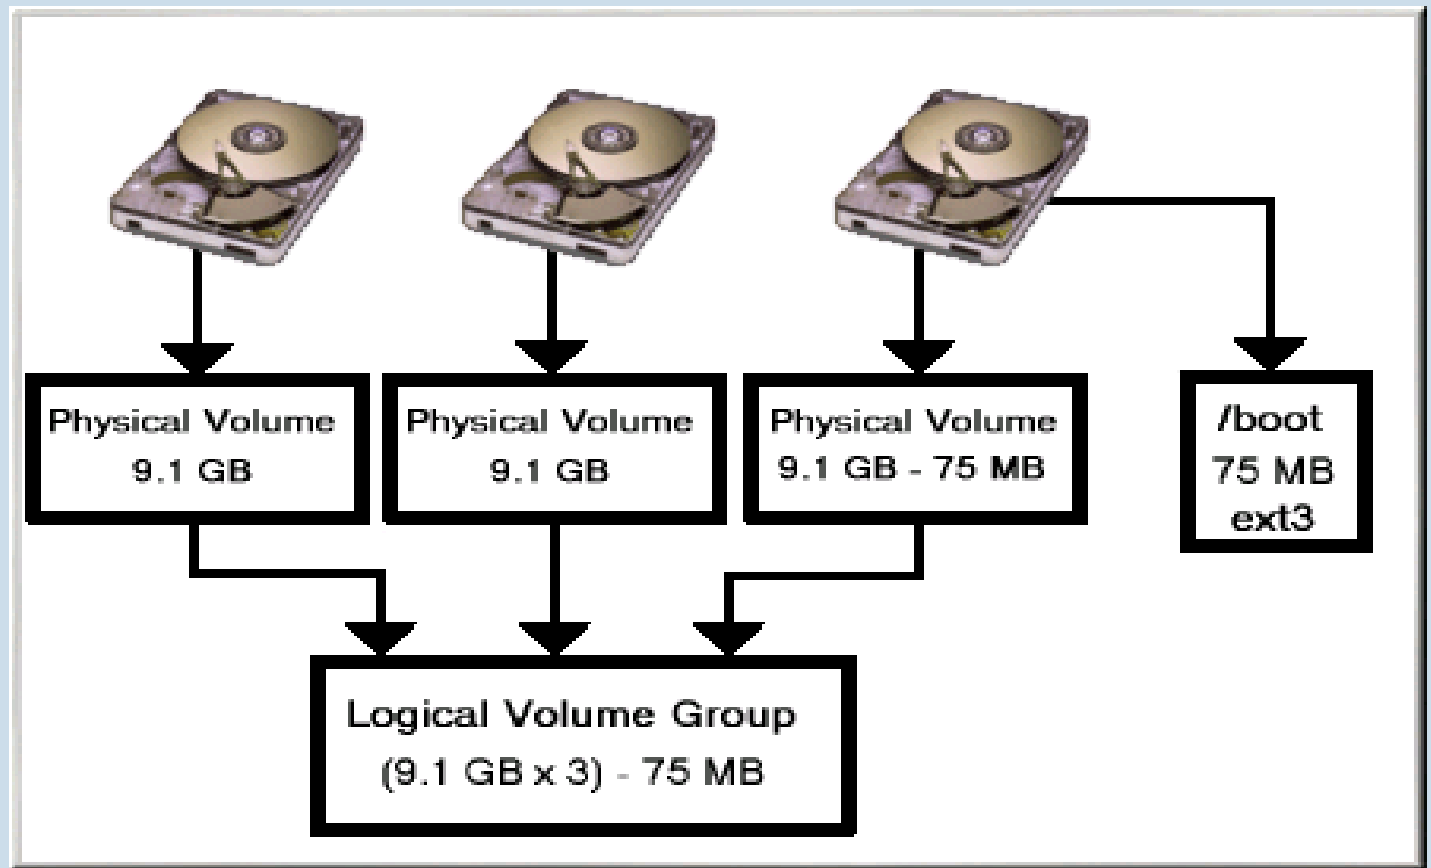 Physical Volume
9.1 GB
Physical Volume
9.1 GB
Physical Volume
9.1 GB - 75 MB
/boot
75 MB
ext3
Logical Volume Group
(9.1 GB x 3) - 75 MB